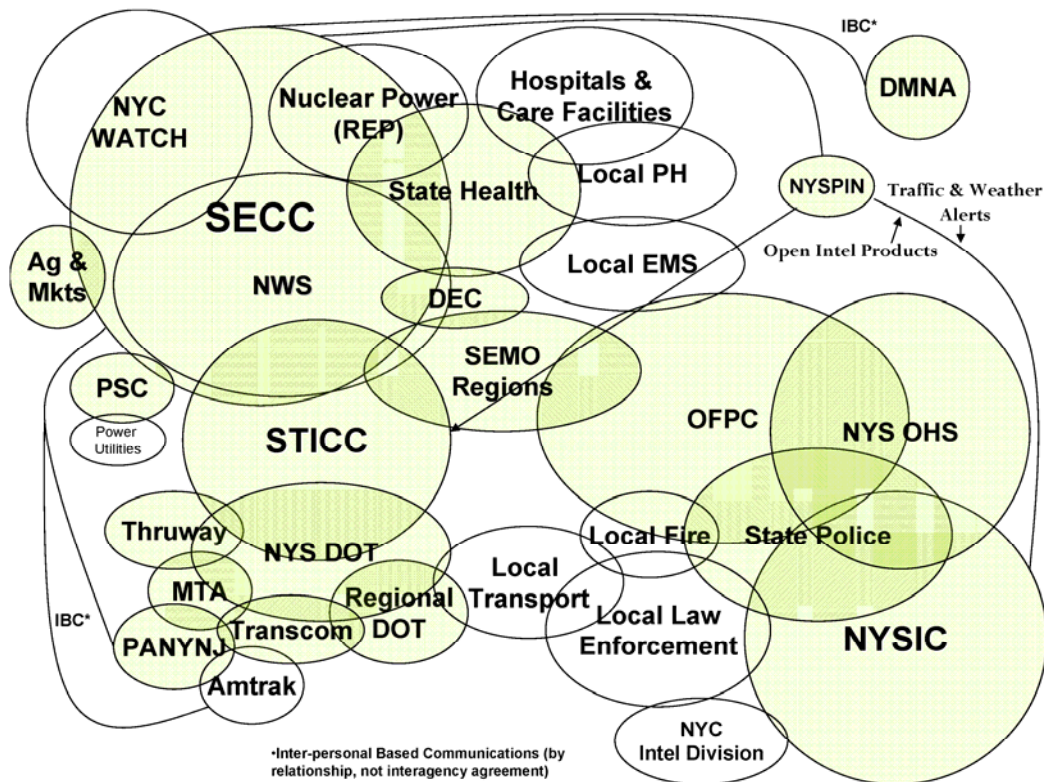 IBC*
DMNA
NYC
WATCH
Nuclear Power
(REP)
Hospitals &
Care Facilities
State Health
Local PH
NYSPIN
Traffic & Weather
Alerts
Open Intel Products
SECC
Ag &
Mkts
NWS
DEC
Local EMS
SEMO
Regions
PSC
Power
Utilities
STICC
OFPC
NYS OHS
Thruway
NYS DOT
Local Fire
State Police
MTA
Regional
DOT
Local
Transport
IBC*
PANYNJ
Transcom
Local Law
Enforcement
NYSIC
Amtrak
NYC
Intel Division
•Inter-personal Based Communications (by
relationship, not interagency agreement)